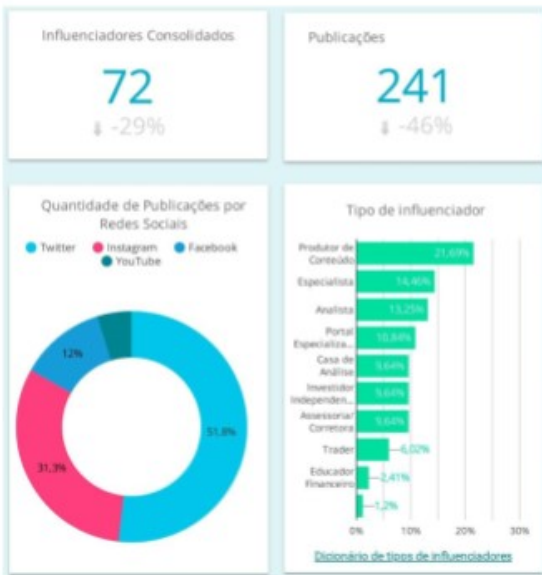 Influenciadores Consolidados
72
-29%
Publicações
241
-46%
Quantidade de Publicações por
Redes Sociais
Twitter Instagram Facebook
YouTube
12%
51,8%
31,3%
Tipo de influenciador
Produtor de
Conteúdo
21,69%
Especialista
14,46%
Analista
13,25%
Portal
Especializa...
10,84%
Casa de
Análise
9,64%
Investidor
Independen...
9,64%
Assessoria/
Corretora
9,64%
Trader
6,02%
Educador
Financeiro
2,41%
1,2%
0% 10% 20% 30%
Dicionário de tipos de influenciadores